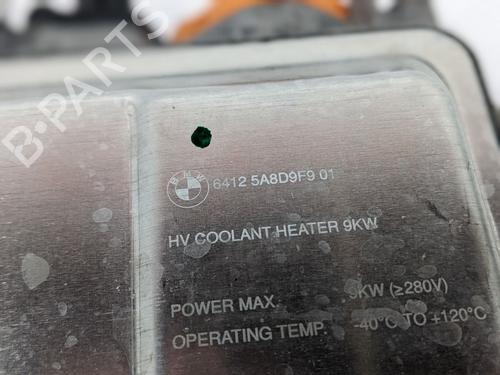 BMW
6412 5A8D9F9 01
HV COOLANT HEATER 9KW
POWER MAX. 9KW (≥280V)
OPERATING TEMP. -40°C TO +120°C
B-PARTS